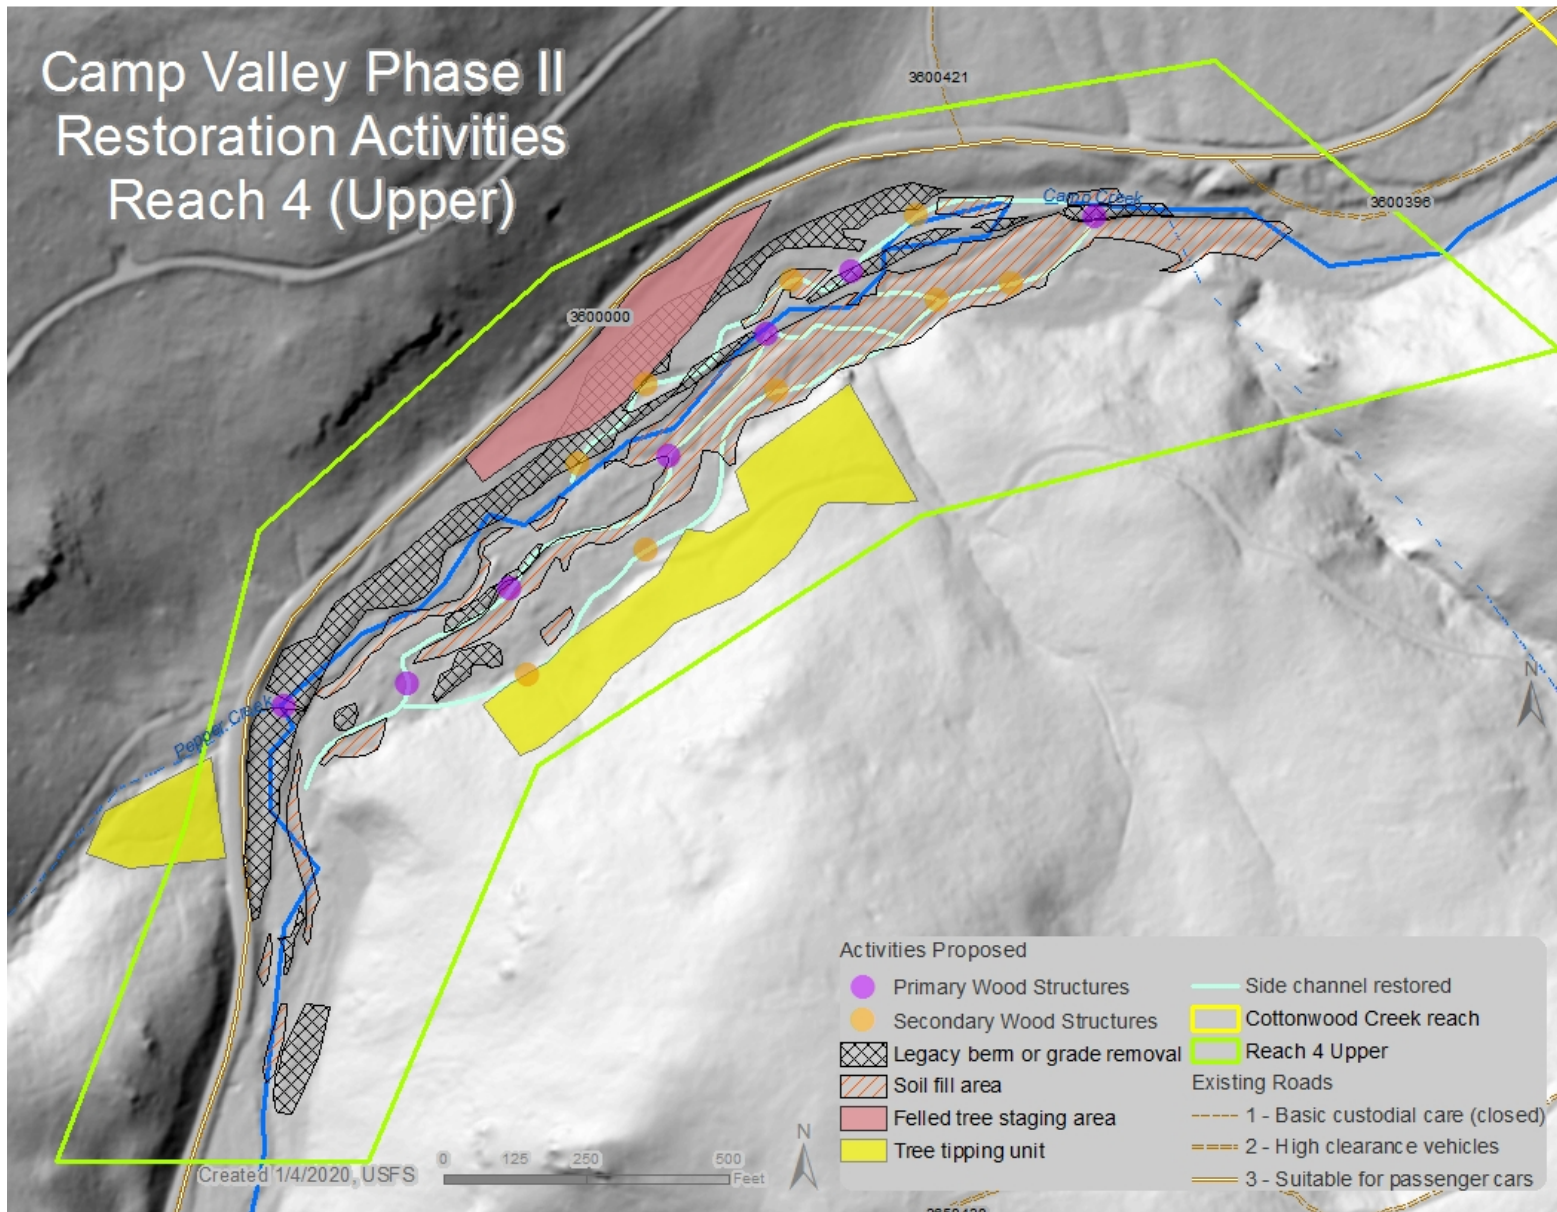 Camp Valley Phase II
Restoration Activities
Reach 4 (Upper)
3600421
Camp Creek
3600396
3600000
Pepper Creek
N
Activities Proposed
Primary Wood Structures
Secondary Wood Structures
Legacy berm or grade removal
Soil fill area
Felled tree staging area
Tree tipping unit
Side channel restored
Cottonwood Creek reach
Reach 4 Upper
Existing Roads
1 - Basic custodial care (closed)
2 - High clearance vehicles
3 - Suitable for passenger cars
Created 1/4/2020, USFS
0 125 250 500
Feet
N